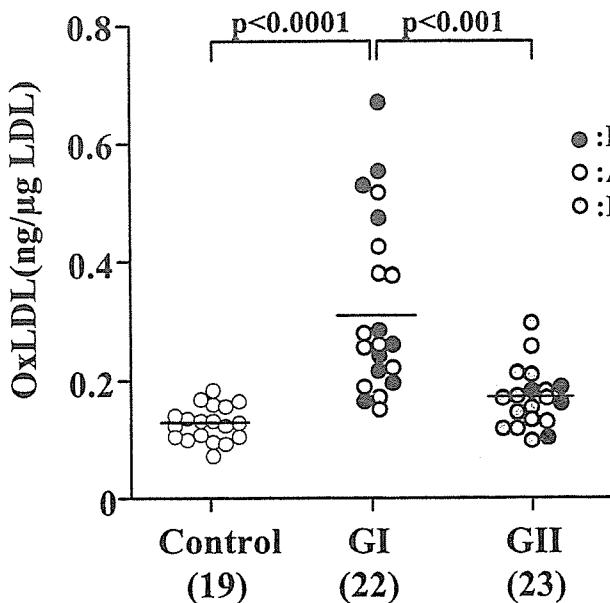 p<0.0001 p<0.001
0.8
0.6
0.4
0.2
0
OxLDL(ng/μg LDL)
Control GI GII
(19) (22) (23)